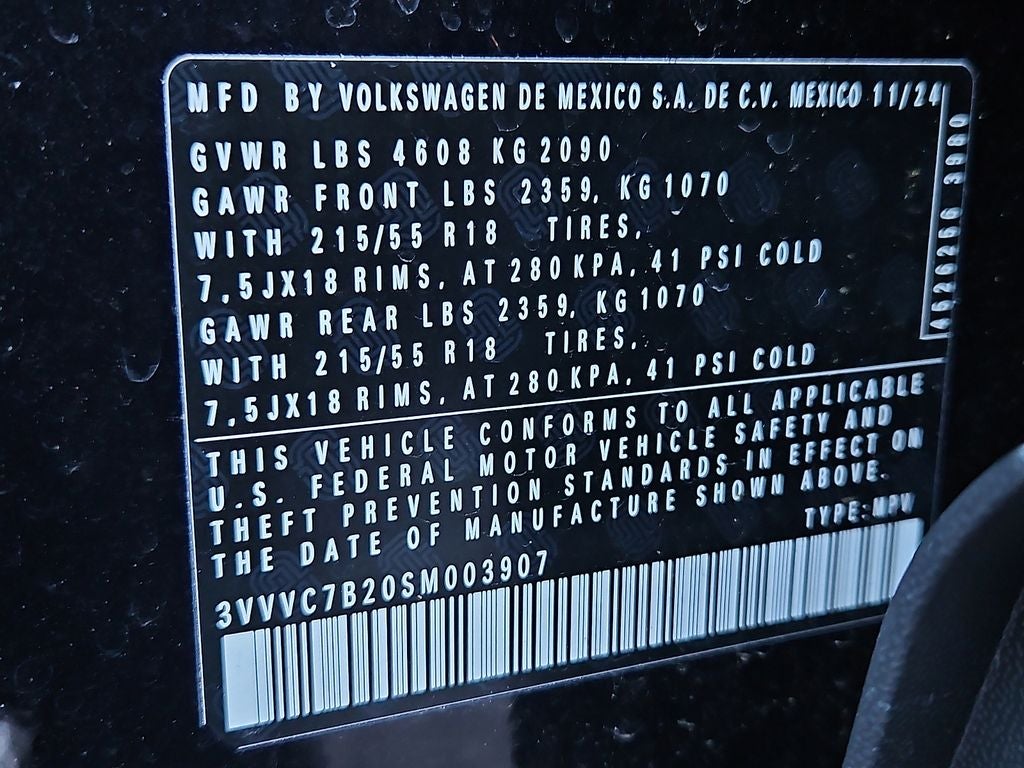 MFD BY VOLKSWAGEN DE MEXICO S.A. DE C.V. MEXICO 11/24
GVWR LBS 4608 KG 2090
GAWR FRONT LBS 2359, KG 1070
WITH 215/55 R18 TIRES,
7,5JX18 RIMS, AT 280 KPA, 41 PSI COLD
GAWR REAR LBS 2359, KG 1070
WITH 215/55 R18 TIRES,
7,5JX18 RIMS, AT 280 KPA, 41 PSI COLD
THIS VEHICLE CONFORMS TO ALL APPLICABLE
U.S. FEDERAL MOTOR VEHICLE SAFETY AND
THEFT PREVENTION STANDARDS IN EFFECT ON
THE DATE OF MANUFACTURE SHOWN ABOVE.
TYPE:MPV
3VVVC7B20SM003907